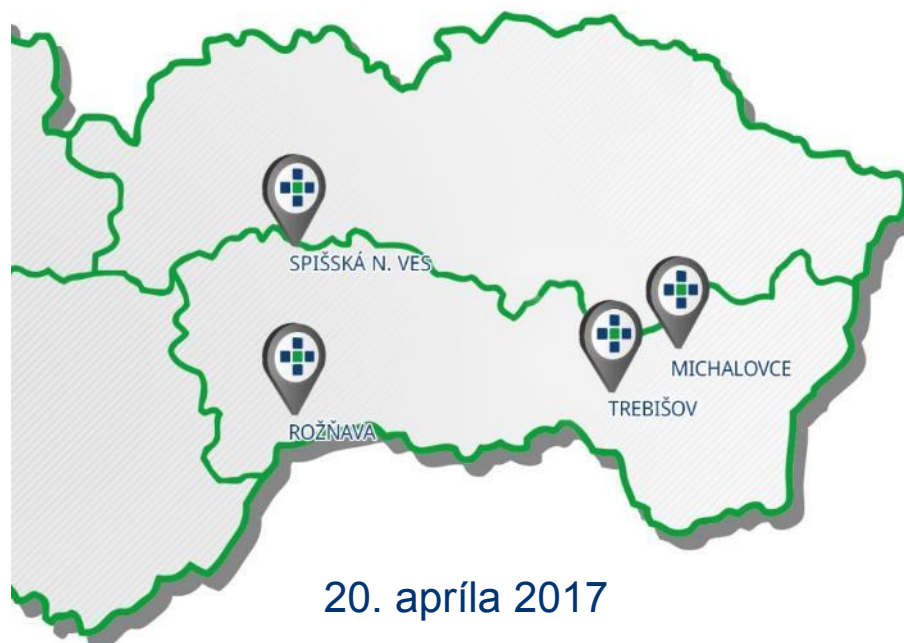 SPIŠSKÁ N. VES
MICHALOVCE
TREBIŠOV
ROŽŇAVA
20. apríla 2017